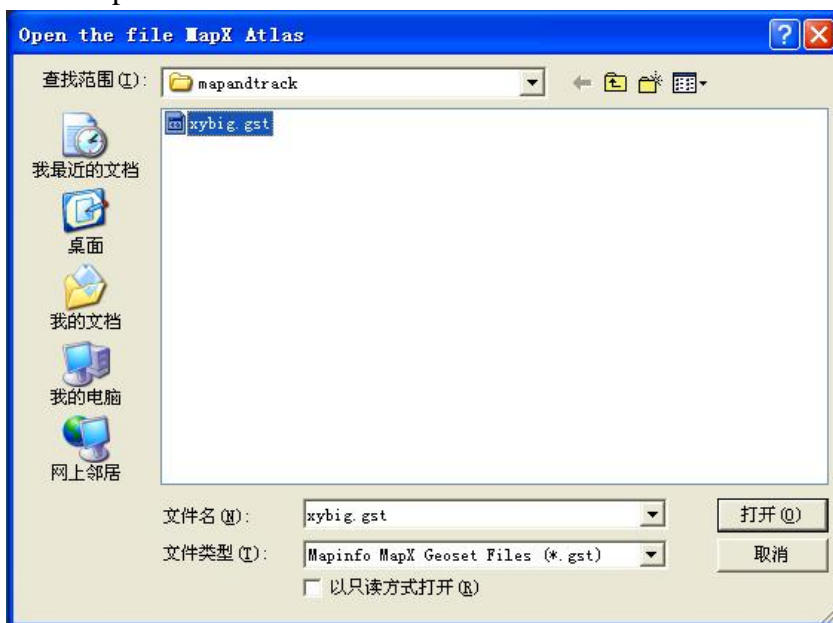 Open the file MapX Atlas
查找范围(I):
mapandtrack
xybig.gst
我最近的文档
桌面
我的文档
我的电脑
网上邻居
文件名(N):
xybig.gst
打开(O)
文件类型(T):
Mapinfo MapX Geoset Files (*.gst)
取消
以只读方式打开(R)